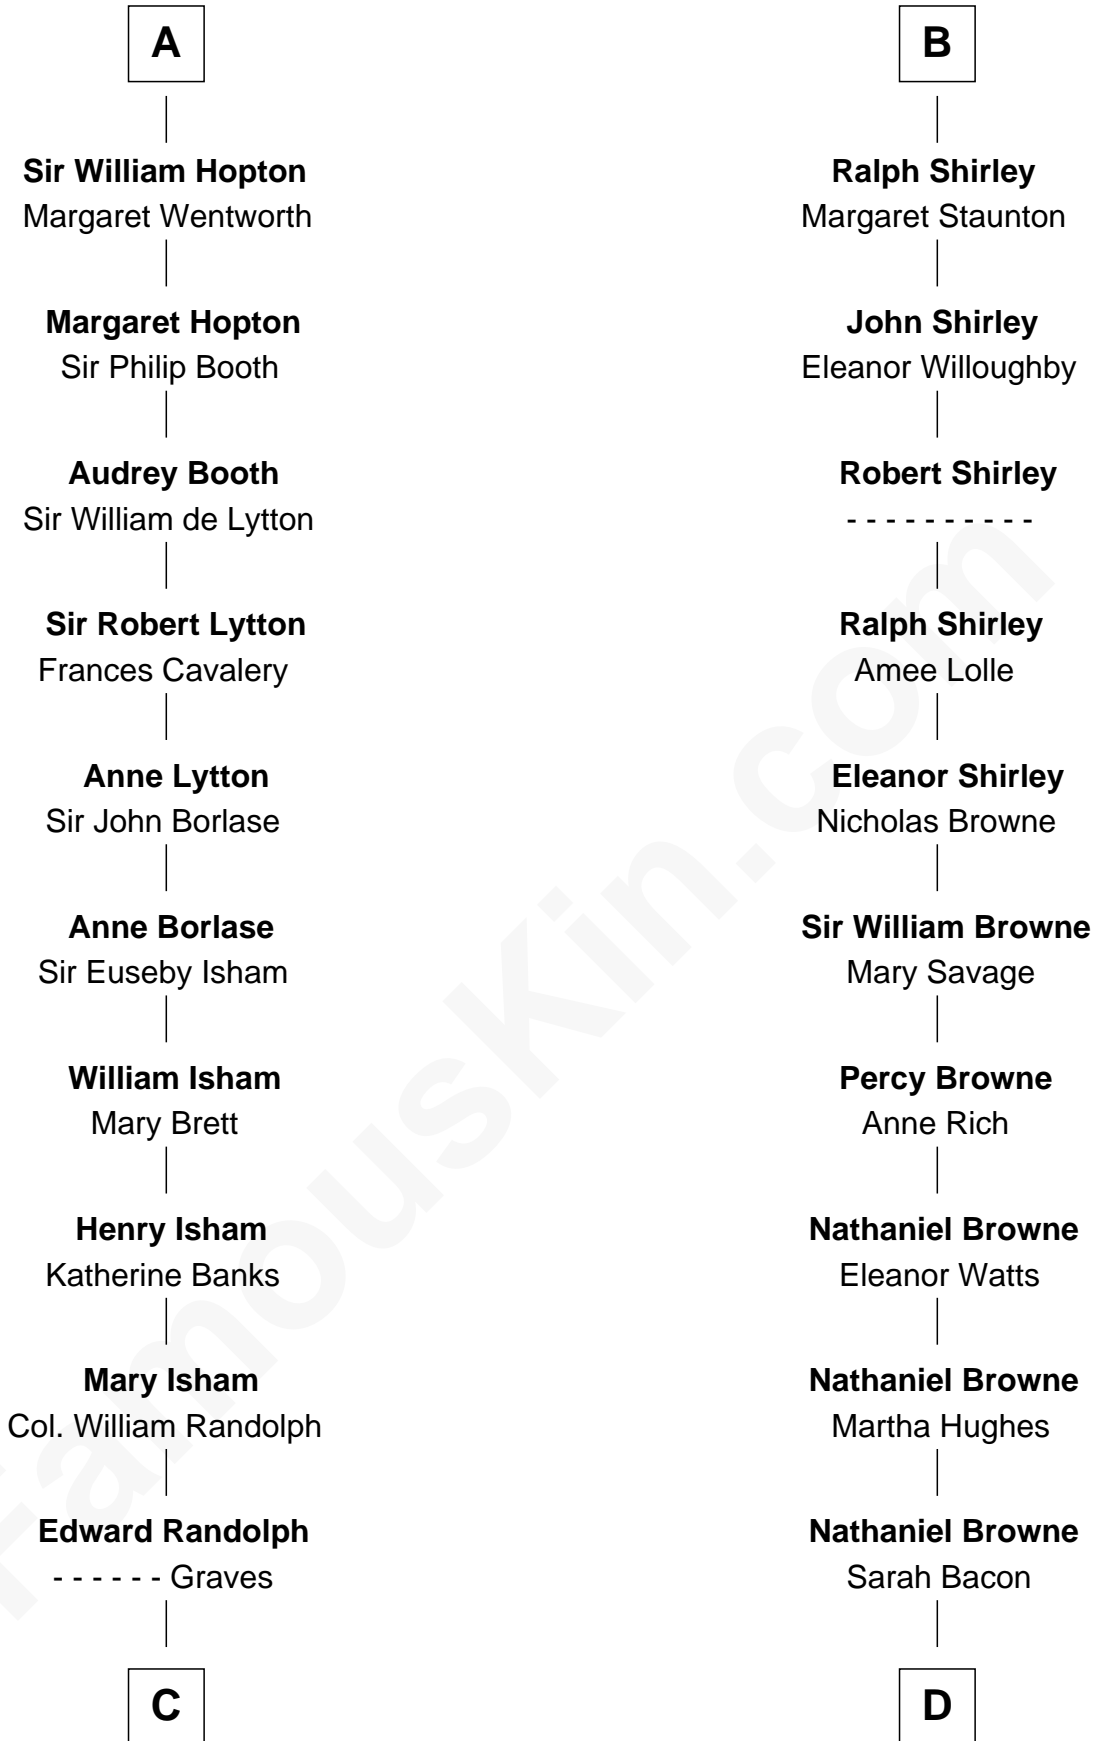 A
Sir William Hopton
Margaret Wentworth
Margaret Hopton
Sir Philip Booth
Audrey Booth
Sir William de Lytton
Sir Robert Lytton
Frances Cavalery
Anne Lytton
Sir John Borlase
Anne Borlase
Sir Euseby Isham
William Isham
Mary Brett
Henry Isham
Katherine Banks
Mary Isham
Col. William Randolph
Edward Randolph
- - - - - - Graves
C
B
Ralph Shirley
Margaret Staunton
John Shirley
Eleanor Willoughby
Robert Shirley
- - - - - - - - - -
Ralph Shirley
Amee Lolle
Eleanor Shirley
Nicholas Browne
Sir William Browne
Mary Savage
Percy Browne
Anne Rich
Nathaniel Browne
Eleanor Watts
Nathaniel Browne
Martha Hughes
Nathaniel Browne
Sarah Bacon
D
FamousKin.com